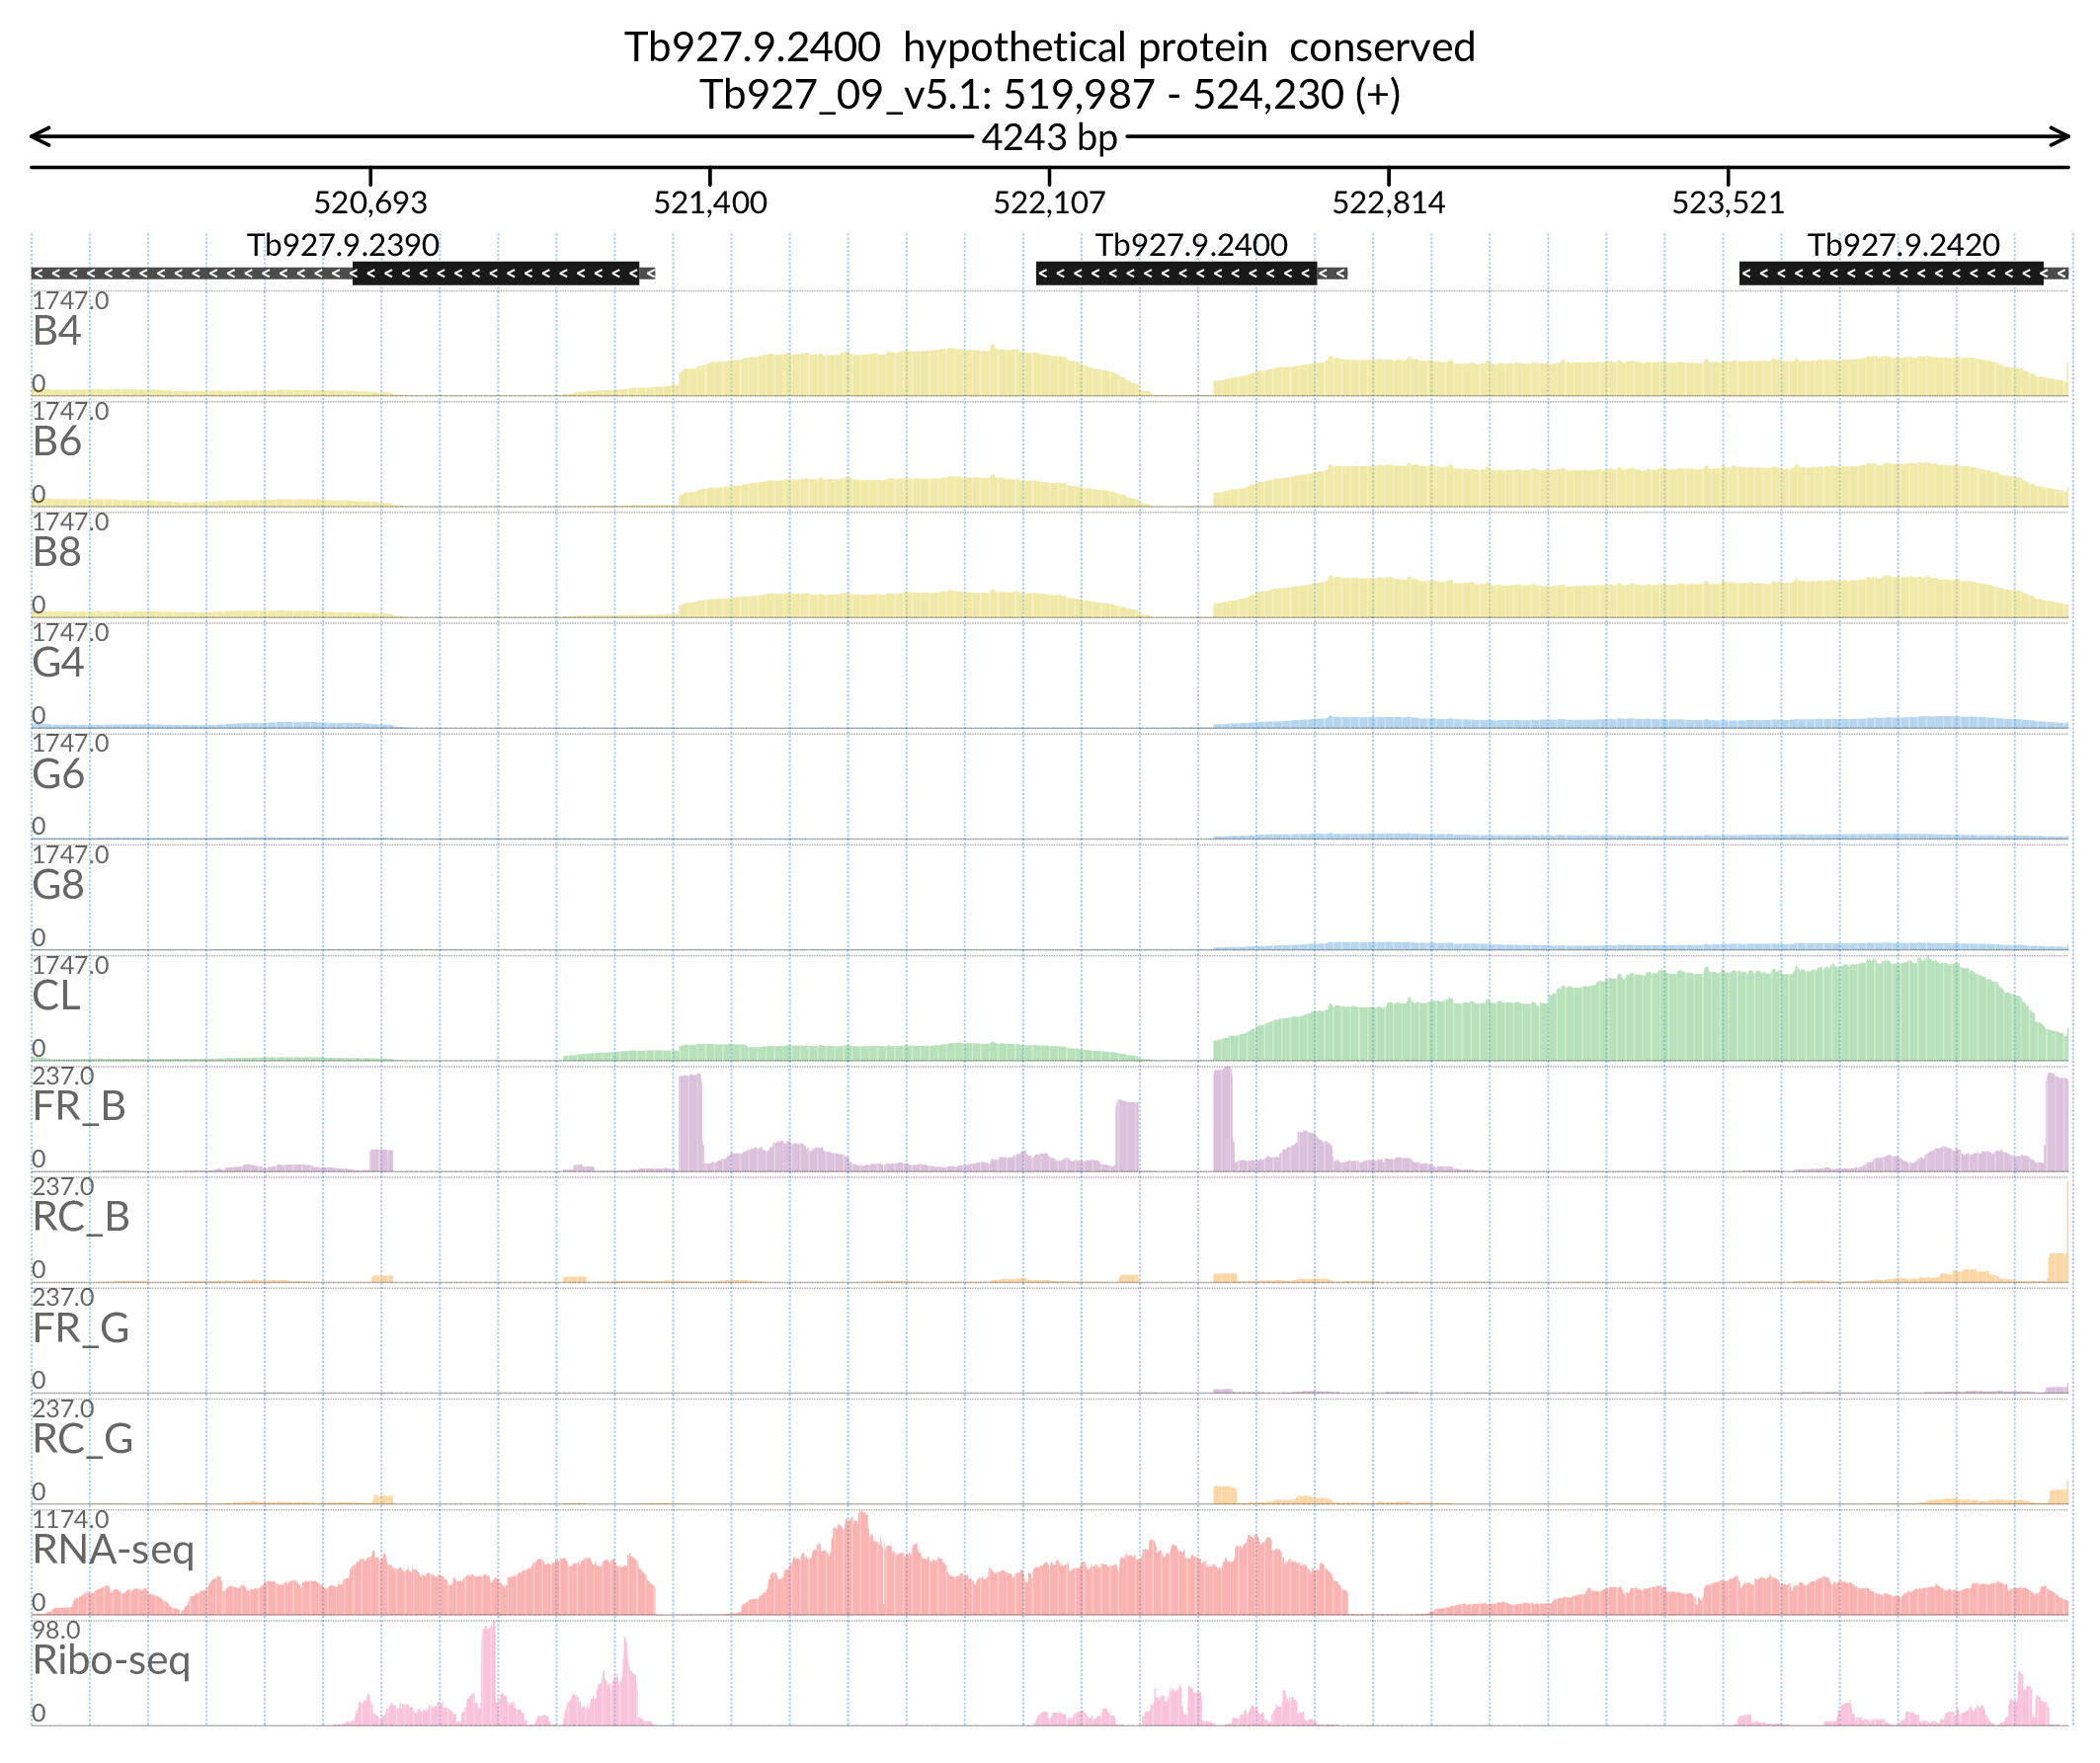 Tb927.9.2400  hypothetical protein  conserved
Tb927_09_v5.1: 519,987 - 524,230 (+)
4243 bp
520,693 521,400 522,107 522,814 523,521
Tb927.9.2390 Tb927.9.2400 Tb927.9.2420
1747.0
B4
0
1747.0
B6
0
1747.0
B8
0
1747.0
G4
0
1747.0
G6
0
1747.0
G8
0
1747.0
CL
0
237.0
FR_B
0
237.0
RC_B
0
237.0
FR_G
0
237.0
RC_G
0
1174.0
RNA-seq
0
98.0
Ribo-seq
0